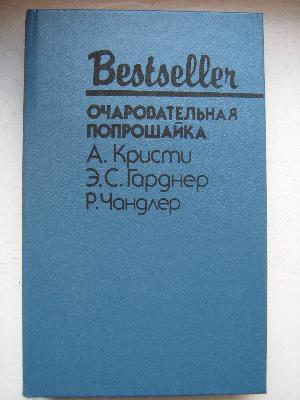 Bestseller
ОЧАРОВАТЕЛЬНАЯ
ПОПРОШАЙКА
А. Кристи
Э.С. Гарднер
Р. Чандлер